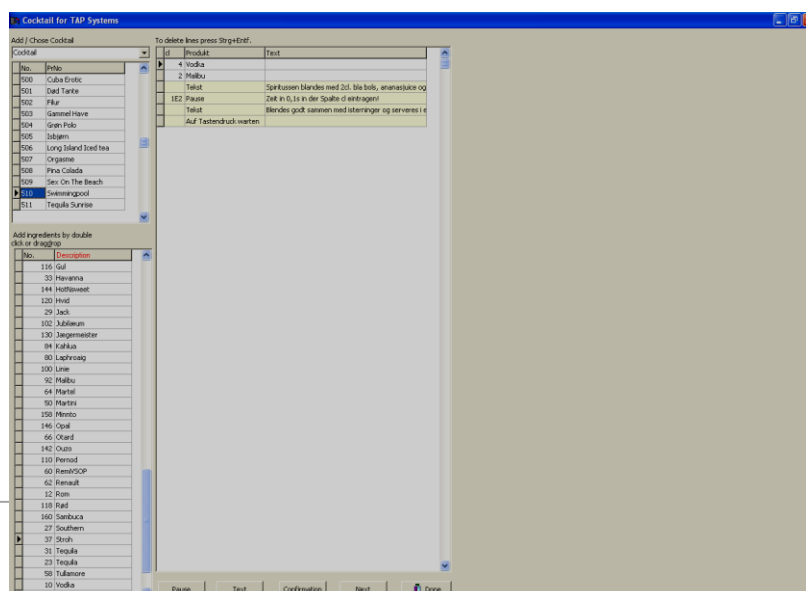 Cocktail for TAP Systems
Add / Chose Cocktail
Cocktail
No. PrNo
500 Cuba Erotic
501 Død Tante
502 Filur
503 Gammel Have
504 Grøn Polo
505 Isbjørn
506 Long Island Iced tea
507 Orgasme
508 Pina Colada
509 Sex On The Beach
510 Swimmingpool
511 Tequila Sunrise
Add ingredients by double
click or dragdrop
No. Description
116 Gul
33 Havanna
144 HotNsweet
120 Hvid
29 Jack
102 Jubilæum
130 Jægermeister
84 Kahlua
80 Laphroaig
100 Linie
92 Malibu
64 Martel
50 Martini
158 Minnto
146 Opal
66 Otard
142 Ouzo
110 Pernod
60 RemiVSOP
62 Renault
12 Rom
118 Rød
160 Sambuca
27 Southern
37 Stroh
31 Tequila
23 Tequila
58 Tullamore
10 Vodka
To delete lines press Strg+Entf.
cl Produkt Text
4 Vodka
2 Malibu
Tekst Spiritussen blandes med 2cl. bla bols, ananasjuice og
1E2 Pause Zeit in 0,1s in der Spalte cl eintragen!
Tekst Blendes godt sammen med isterninger og serveres i e
Auf Tastendruck warten
Pause Text Confirmation Next Done